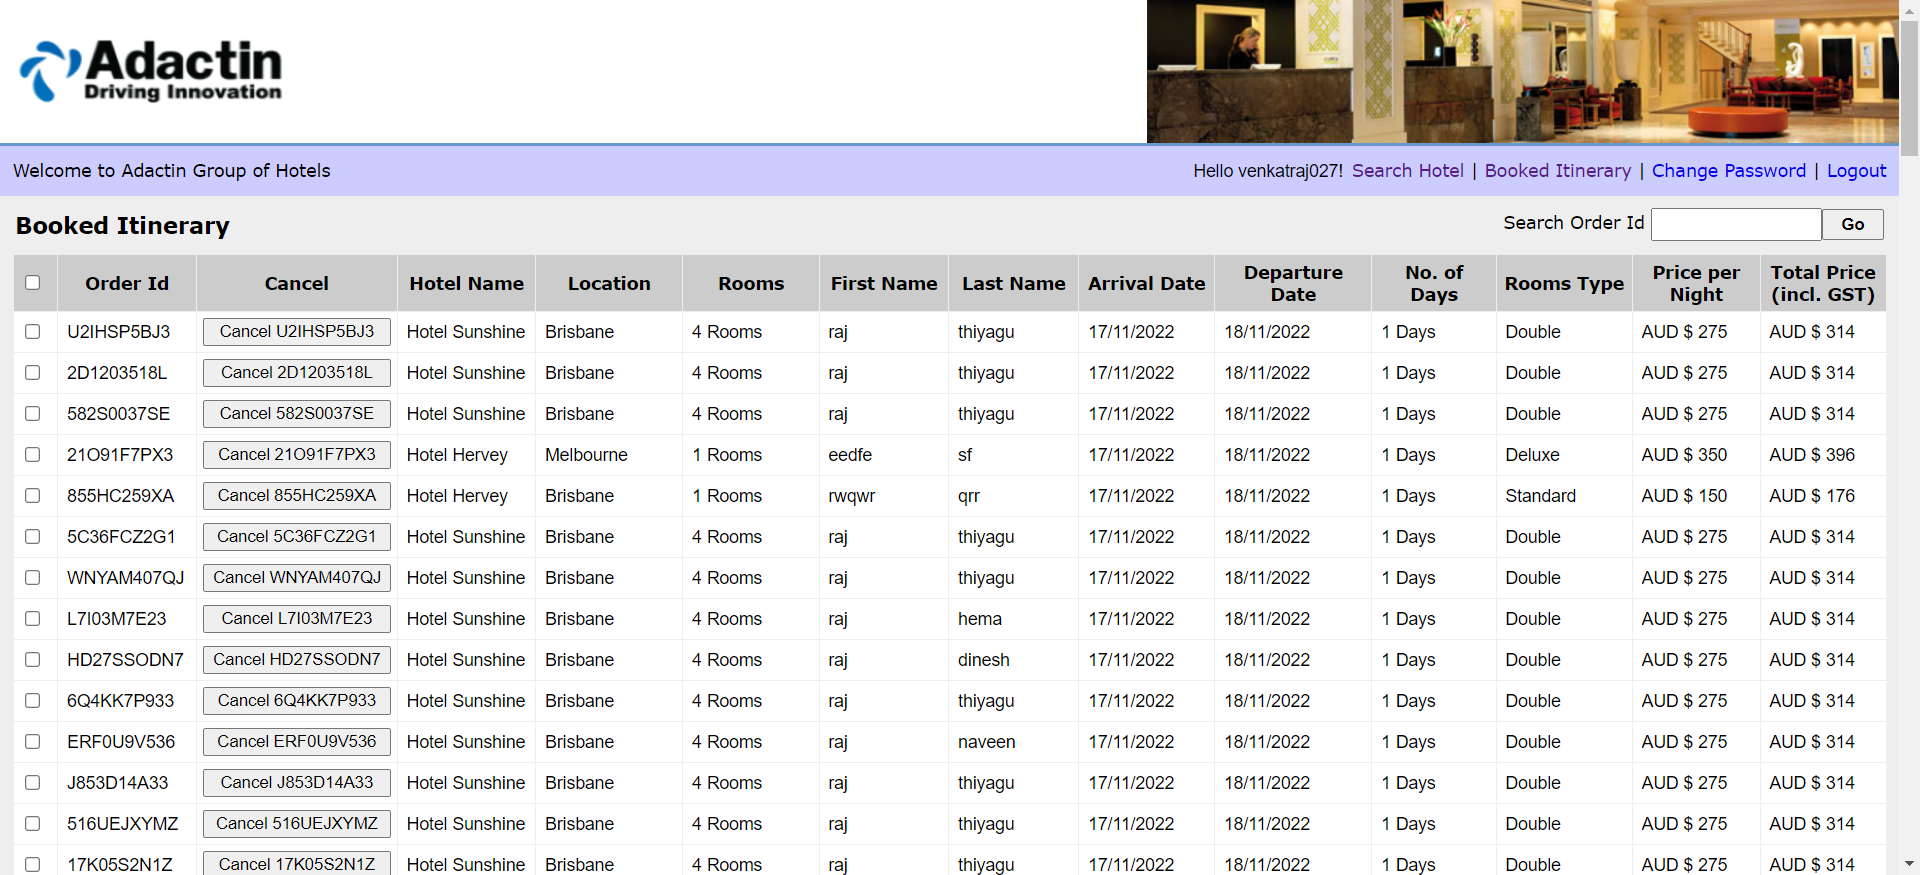 Adactin
Driving Innovation
Welcome to Adactin Group of Hotels
Hello venkatraj027! Search Hotel | Booked Itinerary | Change Password | Logout
Booked Itinerary
Search Order Id Go
Order Id Cancel Hotel Name Location Rooms First Name Last Name Arrival Date Departure Date No. of Days Rooms Type Price per Night Total Price (incl. GST)
U2IHSP5BJ3 Cancel U2IHSP5BJ3 Hotel Sunshine Brisbane 4 Rooms raj thiyagu 17/11/2022 18/11/2022 1 Days Double AUD $ 275 AUD $ 314
2D1203518L Cancel 2D1203518L Hotel Sunshine Brisbane 4 Rooms raj thiyagu 17/11/2022 18/11/2022 1 Days Double AUD $ 275 AUD $ 314
582S0037SE Cancel 582S0037SE Hotel Sunshine Brisbane 4 Rooms raj thiyagu 17/11/2022 18/11/2022 1 Days Double AUD $ 275 AUD $ 314
21O91F7PX3 Cancel 21O91F7PX3 Hotel Hervey Melbourne 1 Rooms eedfe sf 17/11/2022 18/11/2022 1 Days Deluxe AUD $ 350 AUD $ 396
855HC259XA Cancel 855HC259XA Hotel Hervey Brisbane 1 Rooms rwqwr qrr 17/11/2022 18/11/2022 1 Days Standard AUD $ 150 AUD $ 176
5C36FCZ2G1 Cancel 5C36FCZ2G1 Hotel Sunshine Brisbane 4 Rooms raj thiyagu 17/11/2022 18/11/2022 1 Days Double AUD $ 275 AUD $ 314
WNYAM407QJ Cancel WNYAM407QJ Hotel Sunshine Brisbane 4 Rooms raj thiyagu 17/11/2022 18/11/2022 1 Days Double AUD $ 275 AUD $ 314
L7I03M7E23 Cancel L7I03M7E23 Hotel Sunshine Brisbane 4 Rooms raj hema 17/11/2022 18/11/2022 1 Days Double AUD $ 275 AUD $ 314
HD27SSODN7 Cancel HD27SSODN7 Hotel Sunshine Brisbane 4 Rooms raj dinesh 17/11/2022 18/11/2022 1 Days Double AUD $ 275 AUD $ 314
6Q4KK7P933 Cancel 6Q4KK7P933 Hotel Sunshine Brisbane 4 Rooms raj thiyagu 17/11/2022 18/11/2022 1 Days Double AUD $ 275 AUD $ 314
ERF0U9V536 Cancel ERF0U9V536 Hotel Sunshine Brisbane 4 Rooms raj naveen 17/11/2022 18/11/2022 1 Days Double AUD $ 275 AUD $ 314
J853D14A33 Cancel J853D14A33 Hotel Sunshine Brisbane 4 Rooms raj thiyagu 17/11/2022 18/11/2022 1 Days Double AUD $ 275 AUD $ 314
516UEJXYMZ Cancel 516UEJXYMZ Hotel Sunshine Brisbane 4 Rooms raj thiyagu 17/11/2022 18/11/2022 1 Days Double AUD $ 275 AUD $ 314
17K05S2N1Z Cancel 17K05S2N1Z Hotel Sunshine Brisbane 4 Rooms raj thiyagu 17/11/2022 18/11/2022 1 Days Double AUD $ 275 AUD $ 314